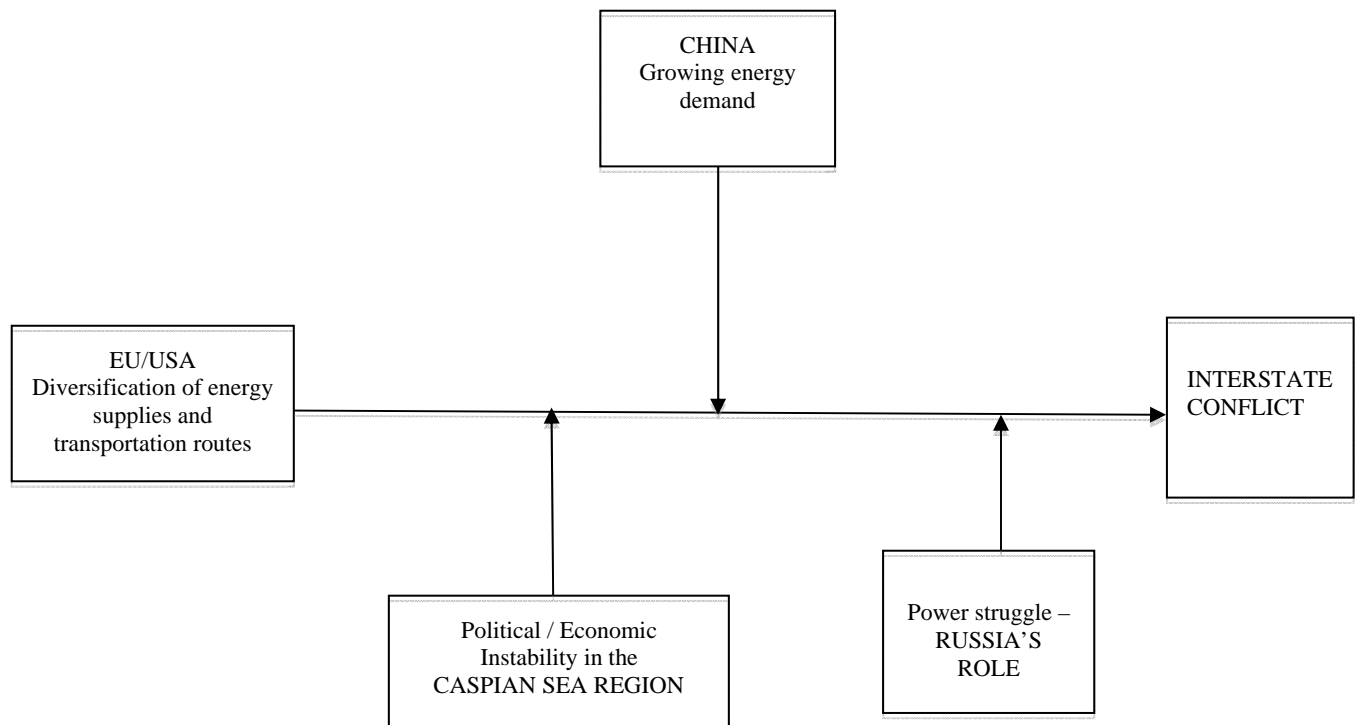 CHINA
Growing energy
demand
EU/USA
Diversification of energy
supplies and
transportation routes
INTERSTATE
CONFLICT
Political / Economic
Instability in the
CASPIAN SEA REGION
Power struggle –
RUSSIA’S
ROLE